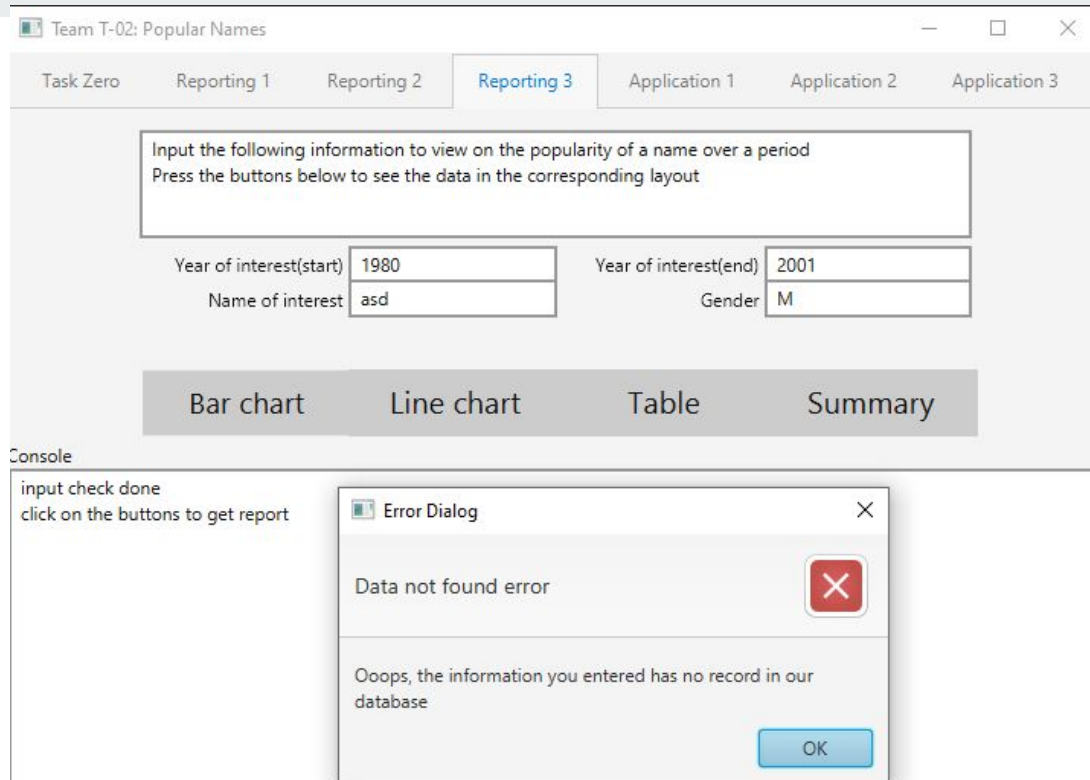 Team T-02: Popular Names
Task Zero Reporting 1 Reporting 2 Reporting 3 Application 1 Application 2 Application 3
Input the following information to view on the popularity of a name over a period
Press the buttons below to see the data in the corresponding layout
Year of interest(start) 1980 Year of interest(end) 2001
Name of interest asd Gender M
Bar chart Line chart Table Summary
Console
input check done
click on the buttons to get report
Error Dialog
Data not found error
Ooops, the information you entered has no record in our
database
OK